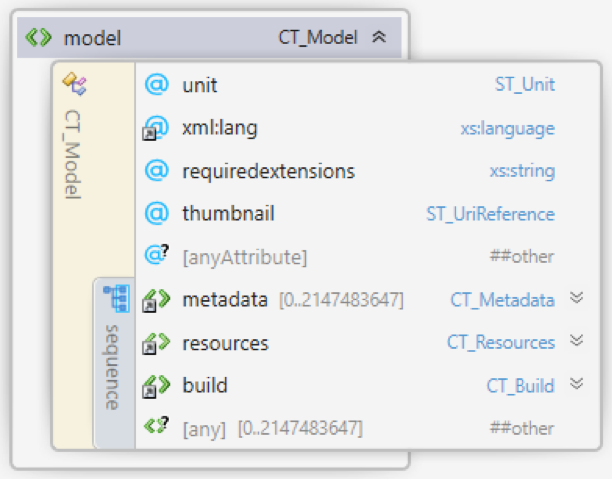 model CT_Model
CT_Model
unit ST_Unit
xml:lang xs:language
requiredextensions xs:string
thumbnail ST_UriReference
[anyAttribute] ##other
sequence
metadata [0..2147483647] CT_Metadata
resources CT_Resources
build CT_Build
[any] [0..2147483647] ##other